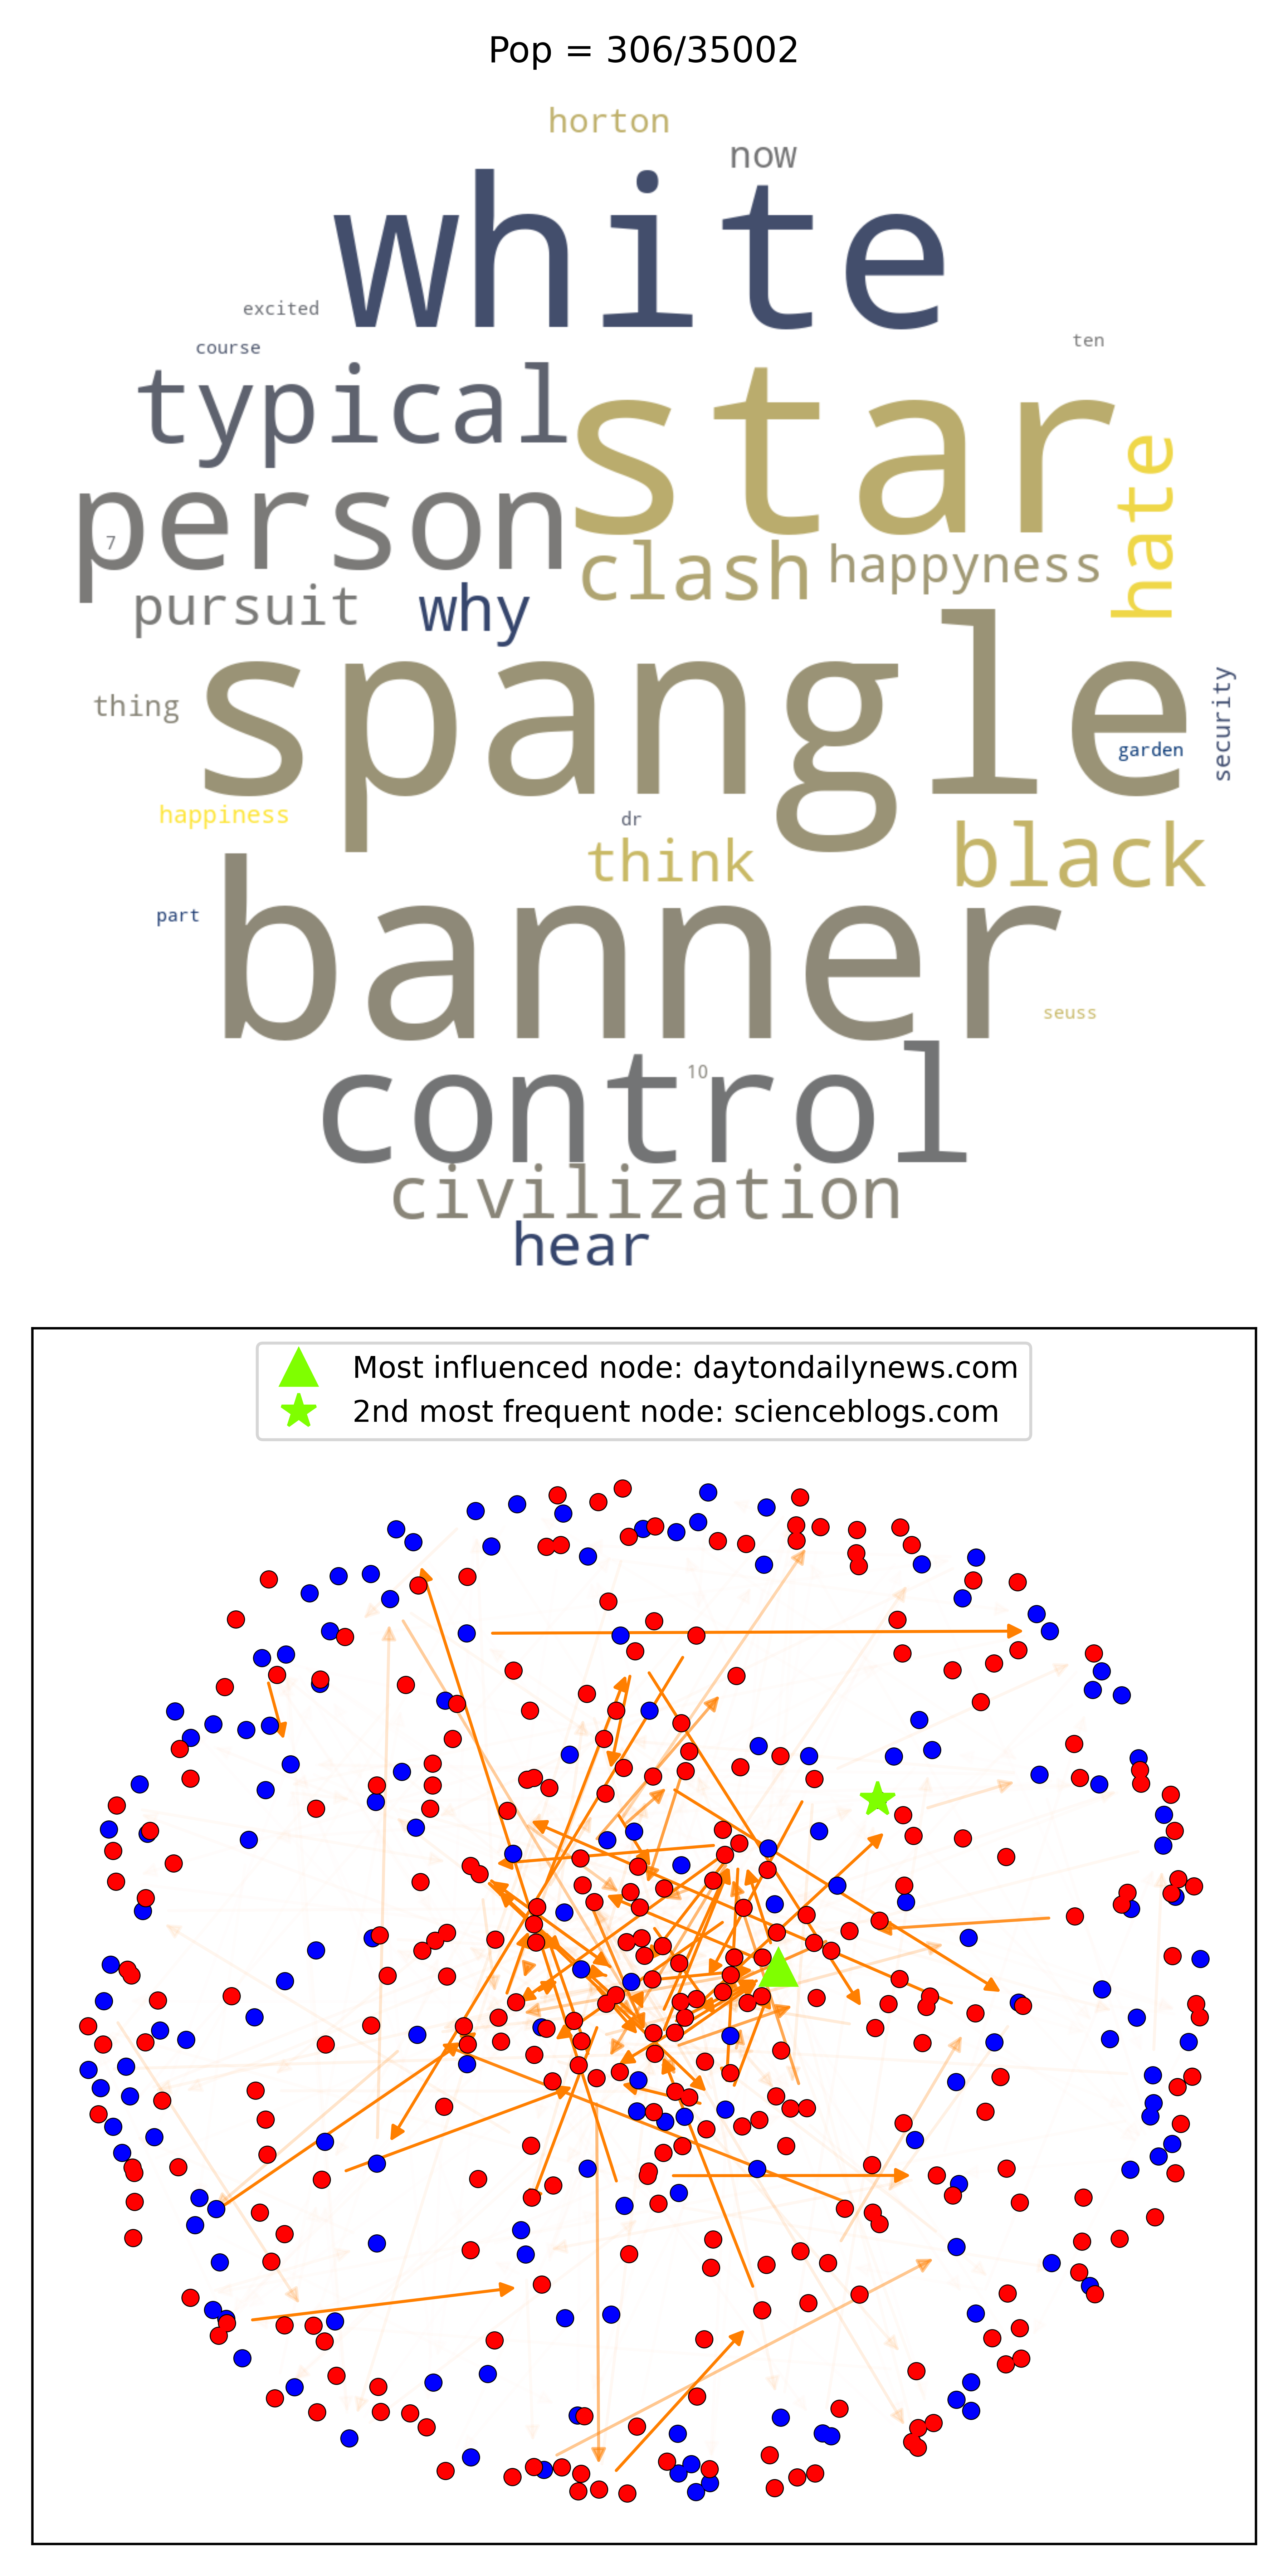 Pop = 306/35002
horton
now
white
excited
course
ten
typical
star
hate
person
7
clash
happyness
pursuit
why
spangle
thing
security
garden
happiness
dr
think
black
banner
part
seuss
control
10
civilization
hear
Most influenced node: daytondailynews.com
2nd most frequent node: scienceblogs.com